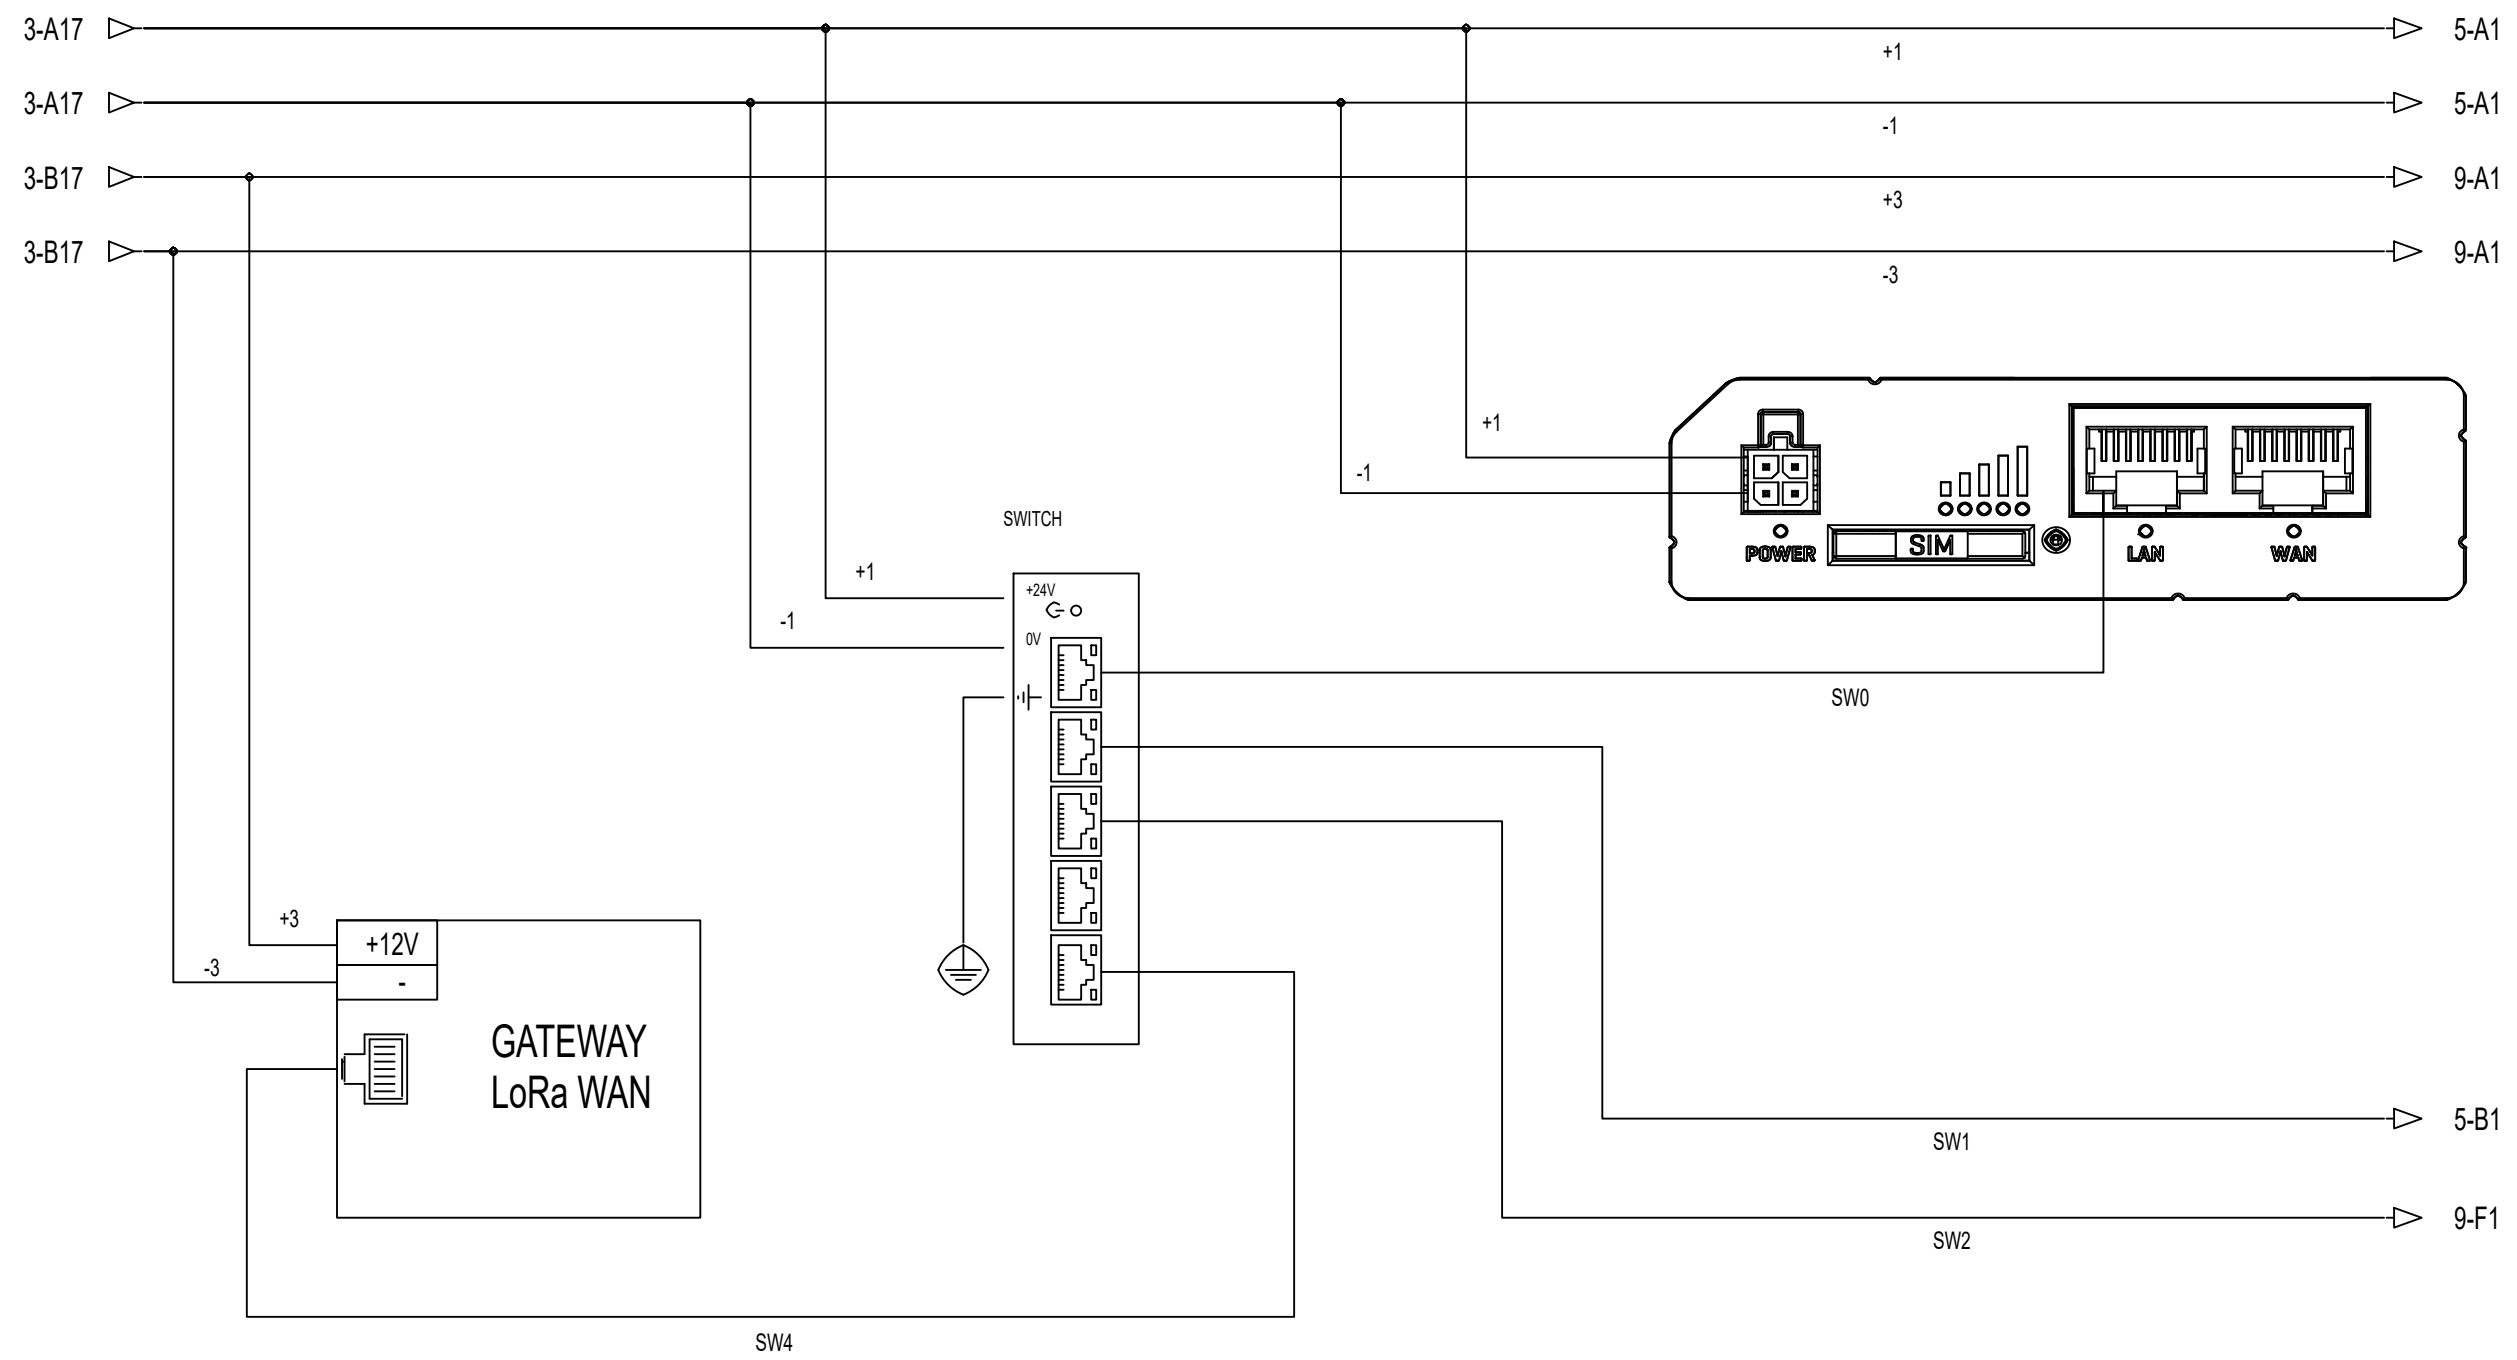 3-A17
5-A1
+1
3-A17
5-A1
-1
3-B17
9-A1
+3
3-B17
9-A1
-3
+1
-1
SWITCH
POWER
SIM
LAN
WAN
+1
+24V
-1
0V
SW0
+3
+12V
-3
-
GATEWAY
LoRa WAN
5-B1
SW1
9-F1
SW2
SW4